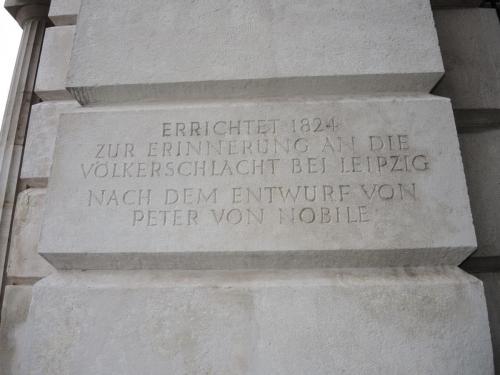 ERRICHTET 1824
ZUR ERINNERUNG AN DIE
VÖLKERSCHLACHT BEI LEIPZIG
NACH DEM ENTWURF VON
PETER VON NOBILE